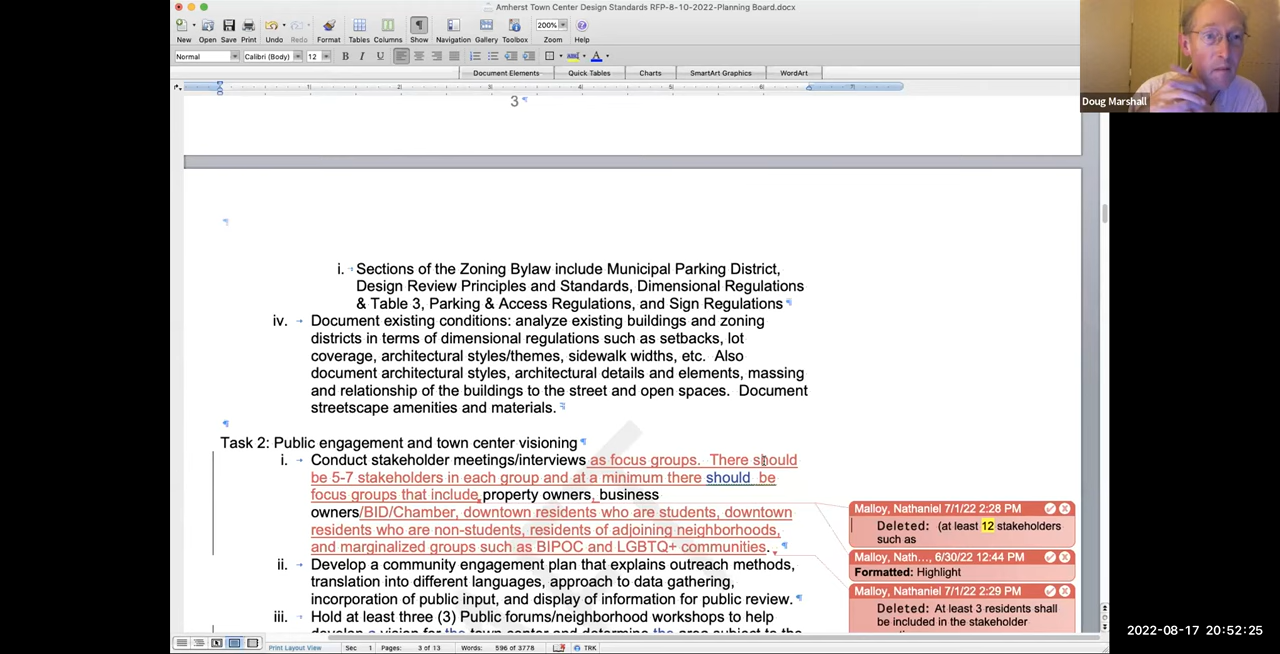 Amherst Town Center Design Standards RFP-8-10-2022-Planning Board.docx
200%
New Open Save Print Undo Redo Format Tables Columns Show Navigation Gallery Toolbox Zoom Help
Normal Calibri (Body) 12 B I U
Document Elements Quick Tables Charts SmartArt Graphics WordArt
Doug Marshall
3
i. Sections of the Zoning Bylaw include Municipal Parking District,
Design Review Principles and Standards, Dimensional Regulations
& Table 3, Parking & Access Regulations, and Sign Regulations
iv. Document existing conditions: analyze existing buildings and zoning
districts in terms of dimensional regulations such as setbacks, lot
coverage, architectural styles/themes, sidewalk widths, etc. Also
document architectural styles, architectural details and elements, massing
and relationship of the buildings to the street and open spaces. Document
streetscape amenities and materials.
Task 2: Public engagement and town center visioning
i. Conduct stakeholder meetings/interviews as focus groups. There should
be 5-7 stakeholders in each group and at a minimum there should be
focus groups that include property owners, business
owners/BID/Chamber, downtown residents who are students, downtown
residents who are non-students, residents of adjoining neighborhoods,
and marginalized groups such as BIPOC and LGBTQ+ communities.
ii. Develop a community engagement plan that explains outreach methods,
translation into different languages, approach to data gathering,
incorporation of public input, and display of information for public review.
iii. Hold at least three (3) Public forums/neighborhood workshops to help
develop a vision for the town center and determine the area subject to the
Malloy, Nathaniel 7/1/22 2:28 PM
Deleted: (at least 12 stakeholders
such as
Malloy, Nath..., 6/30/22 12:44 PM
Formatted: Highlight
Malloy, Nathaniel 7/1/22 2:29 PM
Deleted: At least 3 residents shall
be included in the stakeholder
Print Layout View Sec 1 Pages: 3 of 13 Words: 596 of 3778 TRK
2022-08-17 20:52:25